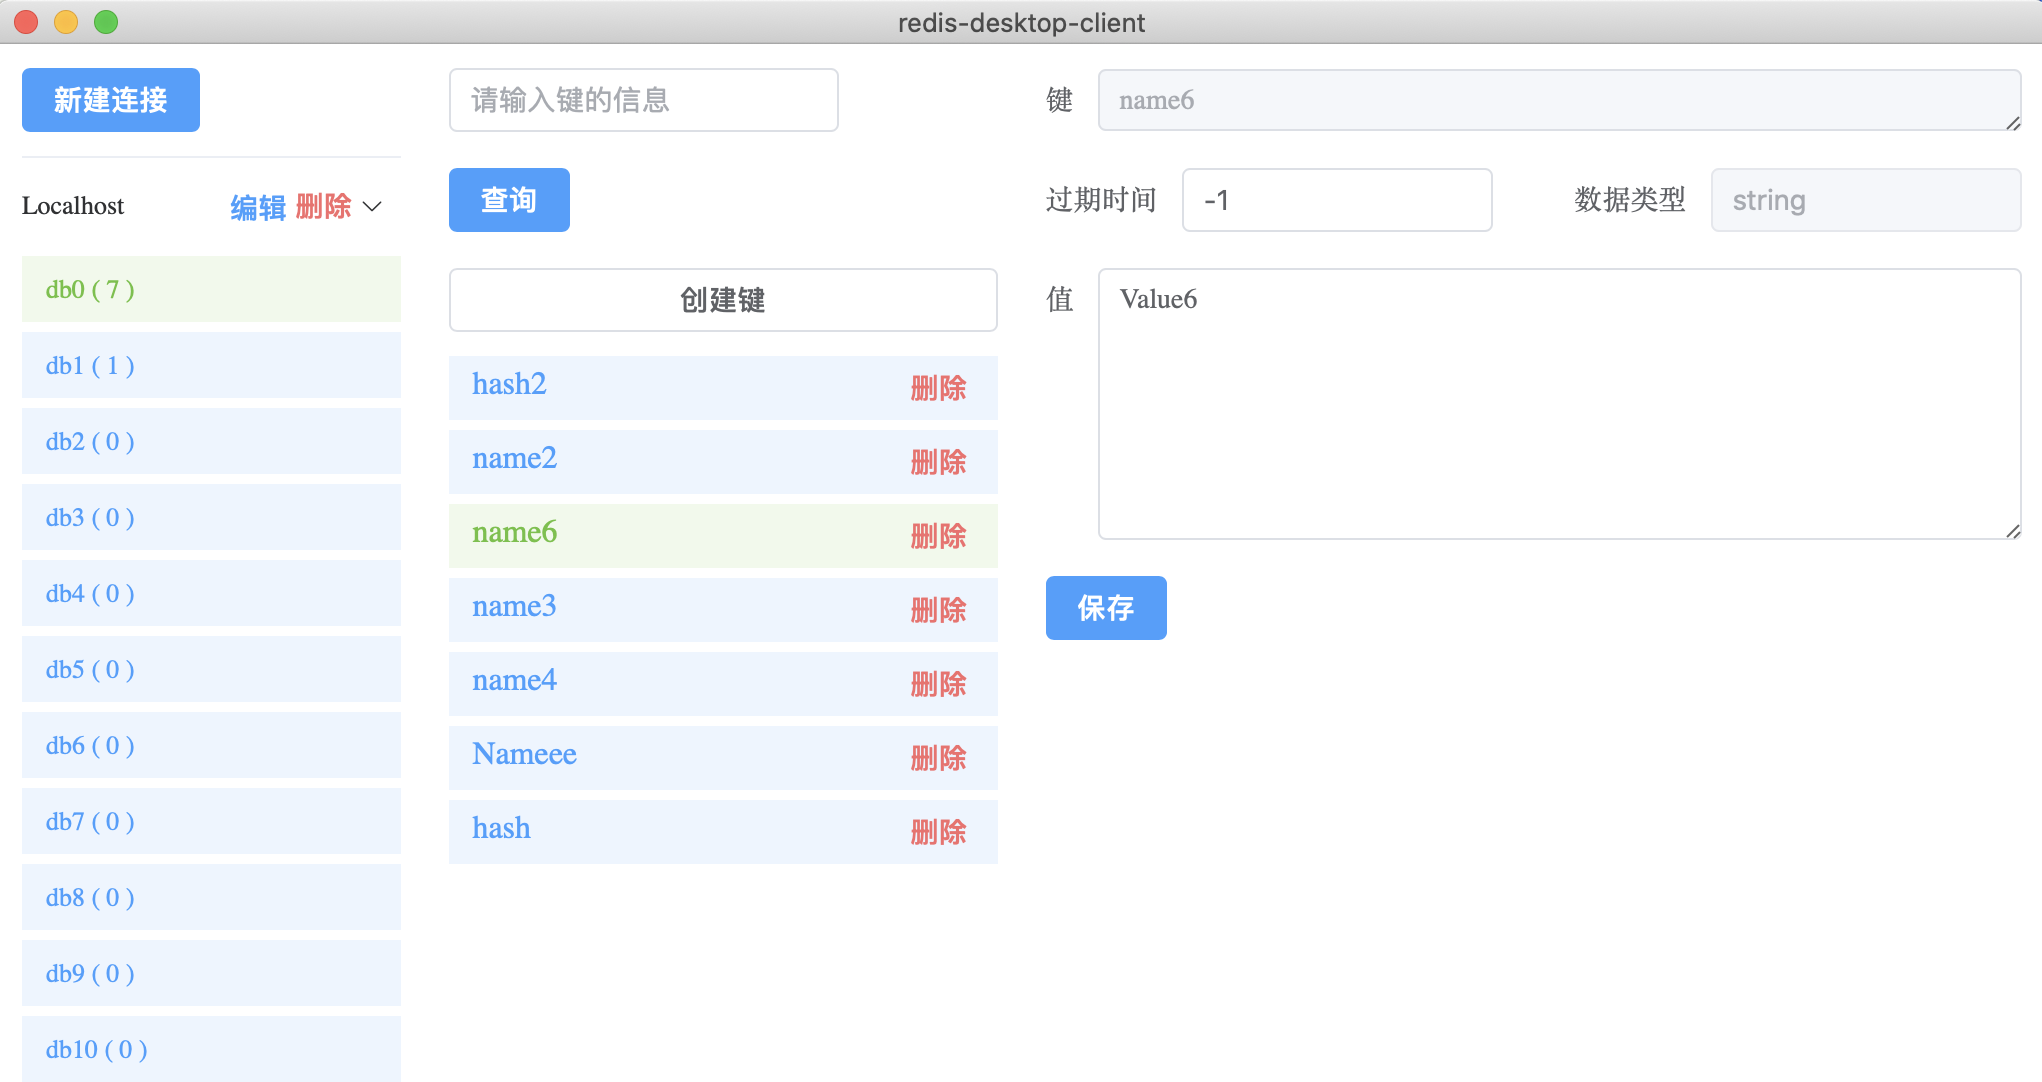 redis-desktop-client
新建连接
Localhost 编辑 删除
db0 ( 7 )
db1 ( 1 )
db2 ( 0 )
db3 ( 0 )
db4 ( 0 )
db5 ( 0 )
db6 ( 0 )
db7 ( 0 )
db8 ( 0 )
db9 ( 0 )
db10 ( 0 )
请输入键的信息
查询
创建键
hash2 删除
name2 删除
name6 删除
name3 删除
name4 删除
Nameee 删除
hash 删除
键 name6
过期时间 -1 数据类型 string
值 Value6
保存